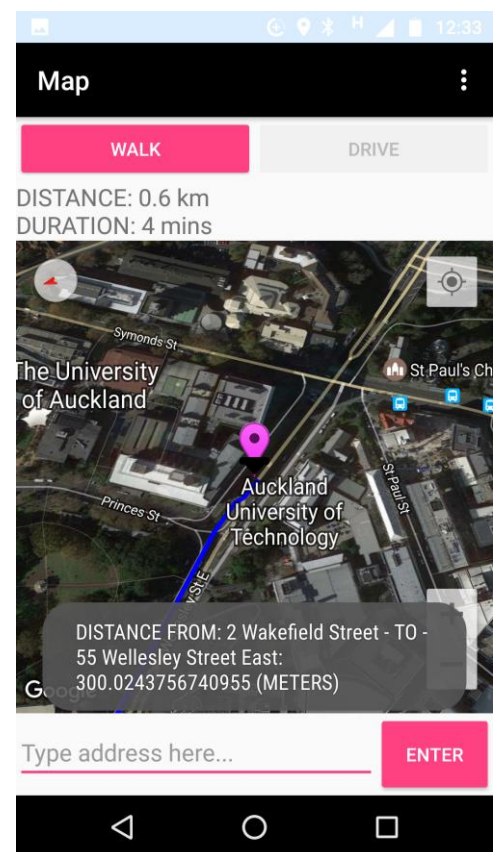 H 12:33
Map
WALK
DRIVE
DISTANCE: 0.6 km
DURATION: 4 mins
Symonds St
The University
of Auckland
St Paul's Ch
Auckland
University of
Technology
St Paul St
Princes St
y St E
DISTANCE FROM: 2 Wakefield Street - TO -
55 Wellesley Street East:
300.0243756740955 (METERS)
Google
Type address here...
ENTER